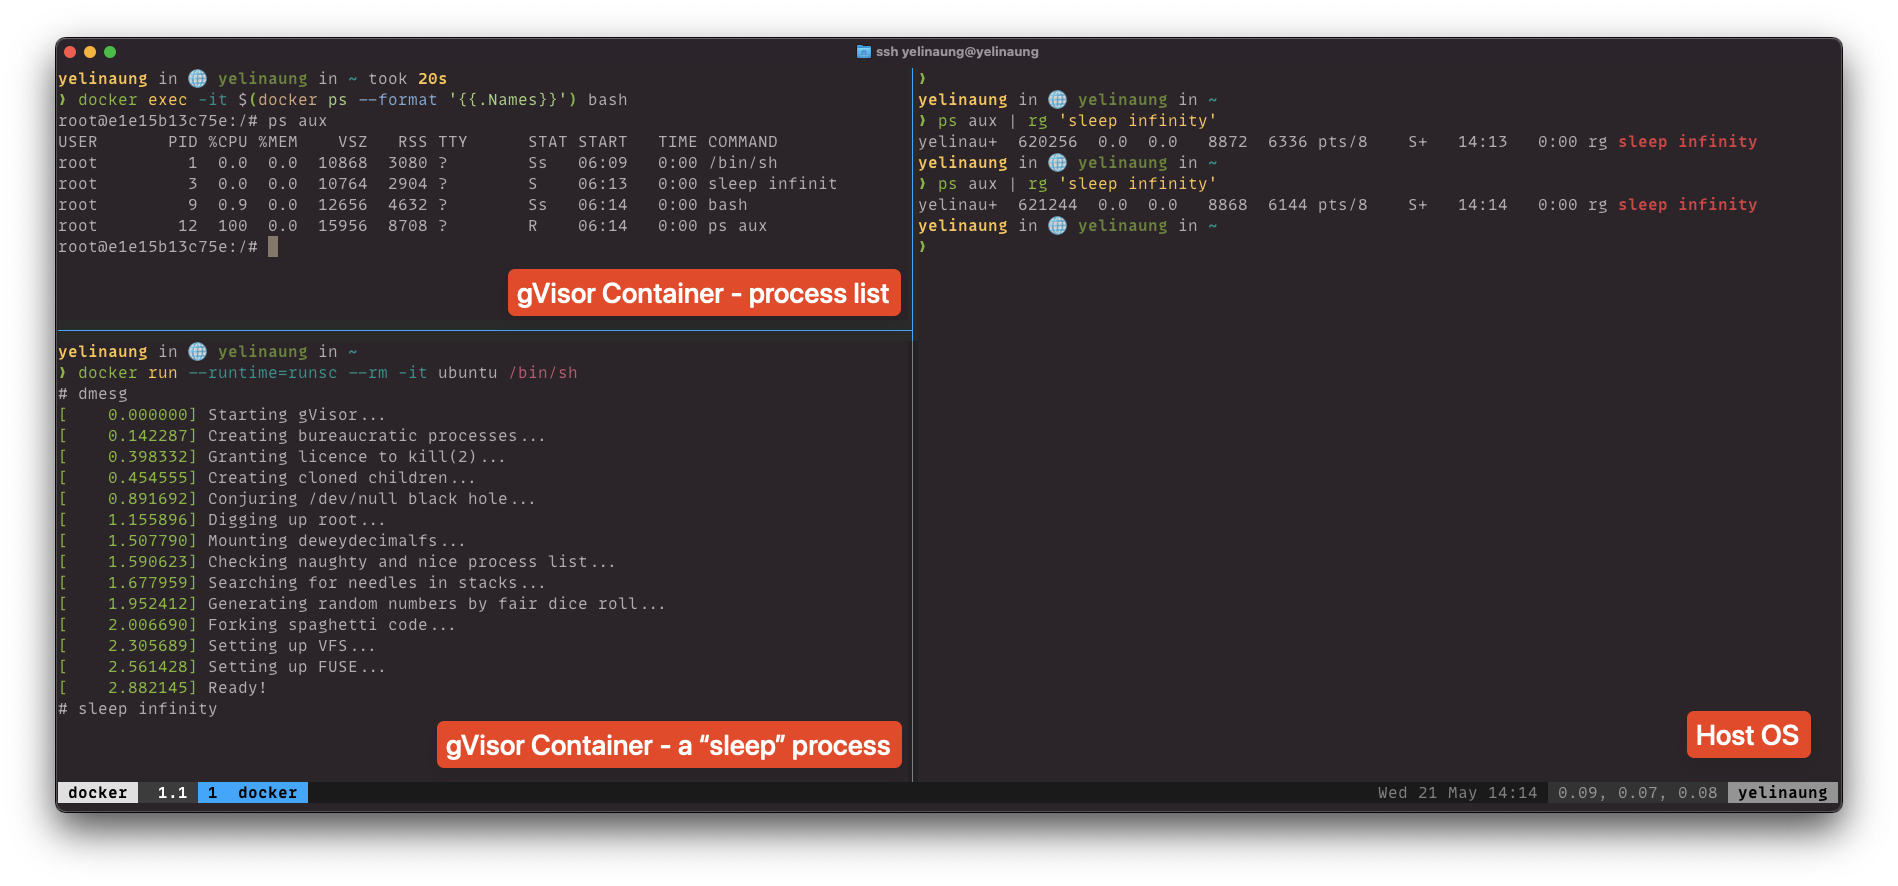 ssh yelinaung@yelinaung
yelinaung in 🌐 yelinaung in ~ took 20s
❯ docker exec -it $(docker ps --format '{{.Names}}') bash
root@e1e15b13c75e:/# ps aux
USER       PID %CPU %MEM    VSZ   RSS TTY      STAT START   TIME COMMAND
root         1  0.0  0.0  10868  3080 ?        Ss   06:09   0:00 /bin/sh
root         3  0.0  0.0  10764  2904 ?        S    06:13   0:00 sleep infinit
root         9  0.9  0.0  12656  4632 ?        Ss   06:14   0:00 bash
root        12  100  0.0  15956  8708 ?        R    06:14   0:00 ps aux
root@e1e15b13c75e:/#
gVisor Container - process list
yelinaung in 🌐 yelinaung in ~
❯ docker run --runtime=runsc --rm -it ubuntu /bin/sh
# dmesg
[    0.000000] Starting gVisor...
[    0.142287] Creating bureaucratic processes...
[    0.398332] Granting licence to kill(2)...
[    0.454555] Creating cloned children...
[    0.891692] Conjuring /dev/null black hole...
[    1.155896] Digging up root...
[    1.507790] Mounting deweydecimalfs...
[    1.590623] Checking naughty and nice process list...
[    1.677959] Searching for needles in stacks...
[    1.952412] Generating random numbers by fair dice roll...
[    2.006690] Forking spaghetti code...
[    2.305689] Setting up VFS...
[    2.561428] Setting up FUSE...
[    2.882145] Ready!
# sleep infinity
gVisor Container - a “sleep” process
❯
yelinaung in 🌐 yelinaung in ~
❯ ps aux | rg 'sleep infinity'
yelinau+  620256  0.0  0.0   8872  6336 pts/8    S+   14:13   0:00 rg sleep infinity
yelinaung in 🌐 yelinaung in ~
❯ ps aux | rg 'sleep infinity'
yelinau+  621244  0.0  0.0   8868  6144 pts/8    S+   14:14   0:00 rg sleep infinity
yelinaung in 🌐 yelinaung in ~
❯
Host OS
docker 1.1 1 docker Wed 21 May 14:14 0.09, 0.07, 0.08 yelinaung